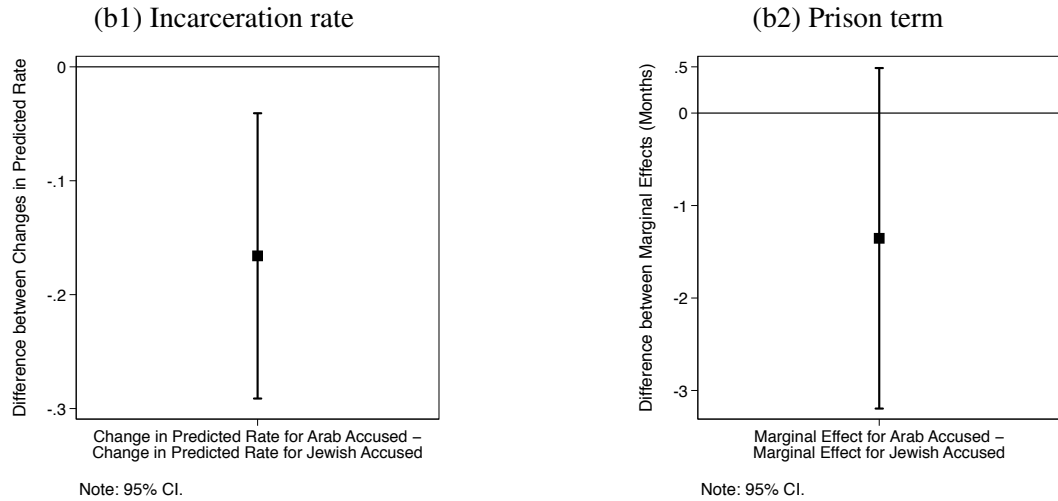 (b1) Incarceration rate
Difference between Changes in Predicted Rate
0
-.1
-.2
-.3
Change in Predicted Rate for Arab Accused –
Change in Predicted Rate for Jewish Accused
Note: 95% CI.
(b2) Prison term
Difference between Marginal Effects (Months)
.5
0
-1
-2
-3
Marginal Effect for Arab Accused –
Marginal Effect for Jewish Accused
Note: 95% CI.